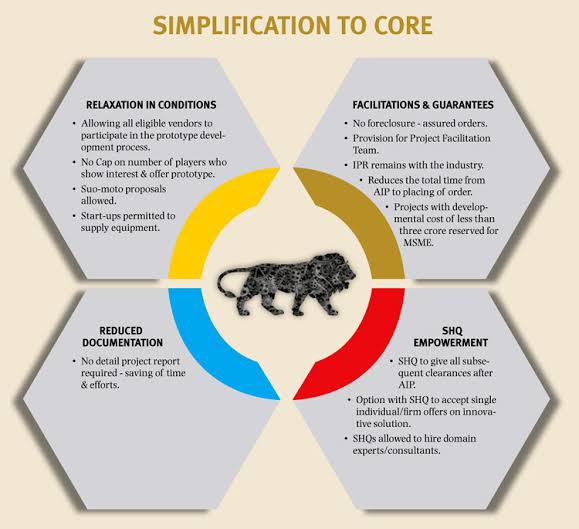 SIMPLIFICATION TO CORE
RELAXATION IN CONDITIONS
• Allowing all eligible vendors to
participate in the prototype devel-
opment process.
• No Cap on number of players who
show interest & offer prototype.
• Suo-moto proposals
allowed.
• Start-ups permitted to
supply equipment.
FACILITATIONS & GUARANTEES
• No foreclosure - assured orders.
• Provision for Project Facilitation
Team.
• IPR remains with the industry.
• Reduces the total time from
AIP to placing of order.
• Projects with develop-
mental cost of less than
three crore reserved for
MSME.
REDUCED
DOCUMENTATION
• No detail project report
required - saving of time
& efforts.
SHQ
EMPOWERMENT
• SHQ to give all subse-
quent clearances after
AIP.
• Option with SHQ to accept single
individual/firm offers on innova-
tive solution.
• SHQs allowed to hire domain
experts/consultants.